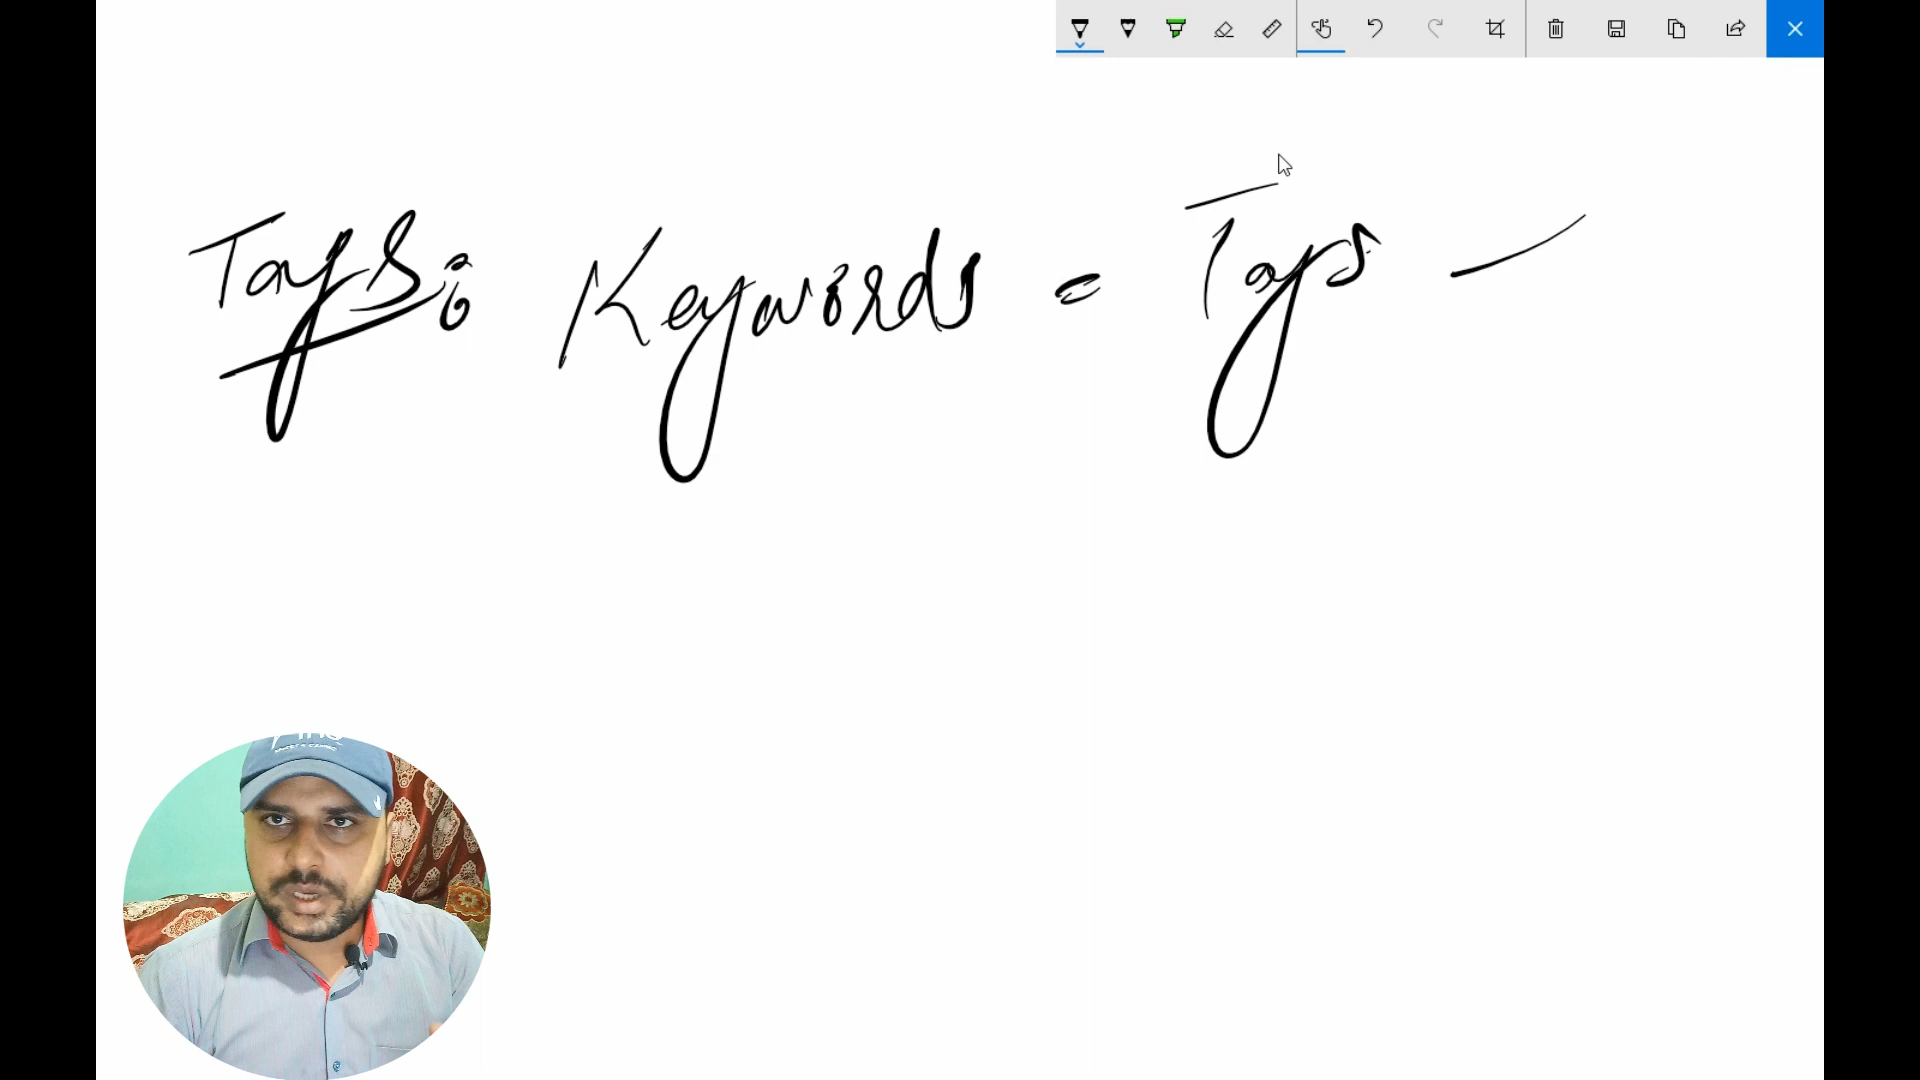 Tags: Keywords = Tags –